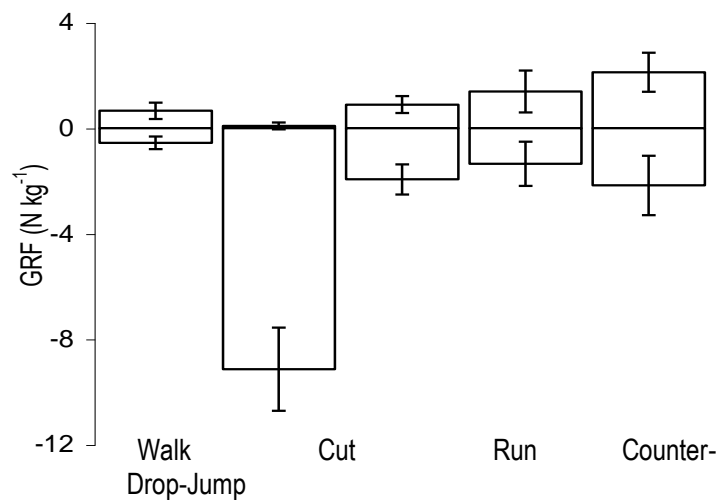 4
0
-4
-8
-12
GRF (N kg-1)
Walk Cut Run Counter-
Drop-Jump